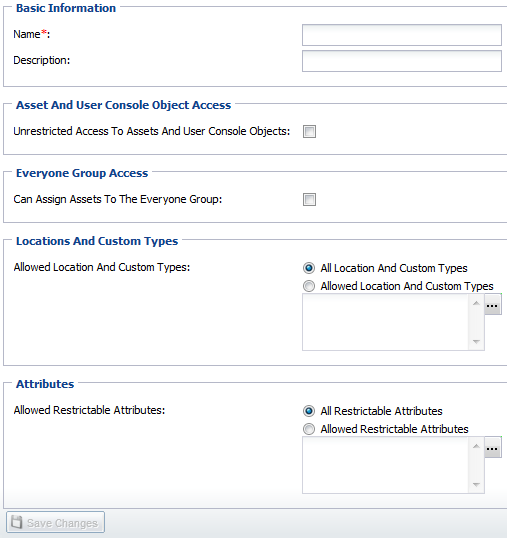 Basic Information
Name*:
Description:
Asset And User Console Object Access
Unrestricted Access To Assets And User Console Objects:
Everyone Group Access
Can Assign Assets To The Everyone Group:
Locations And Custom Types
Allowed Location And Custom Types:
All Location And Custom Types
Allowed Location And Custom Types
...
Attributes
Allowed Restrictable Attributes:
All Restrictable Attributes
Allowed Restrictable Attributes
...
Save Changes